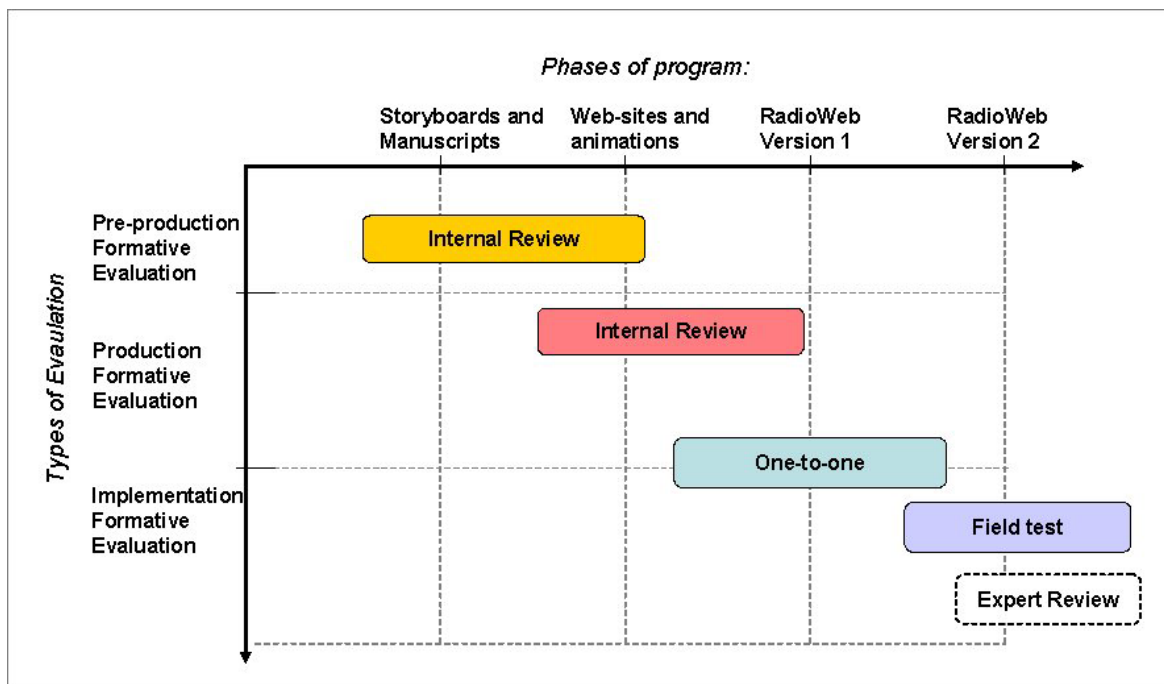 Phases of program:
Storyboards and
Manuscripts
Web-sites and
animations
RadioWeb
Version 1
RadioWeb
Version 2
Types of Evaulation
Pre-production
Formative
Evaluation
Internal Review
Production
Formative
Evaluation
Internal Review
One-to-one
Implementation
Formative
Evaluation
Field test
Expert Review